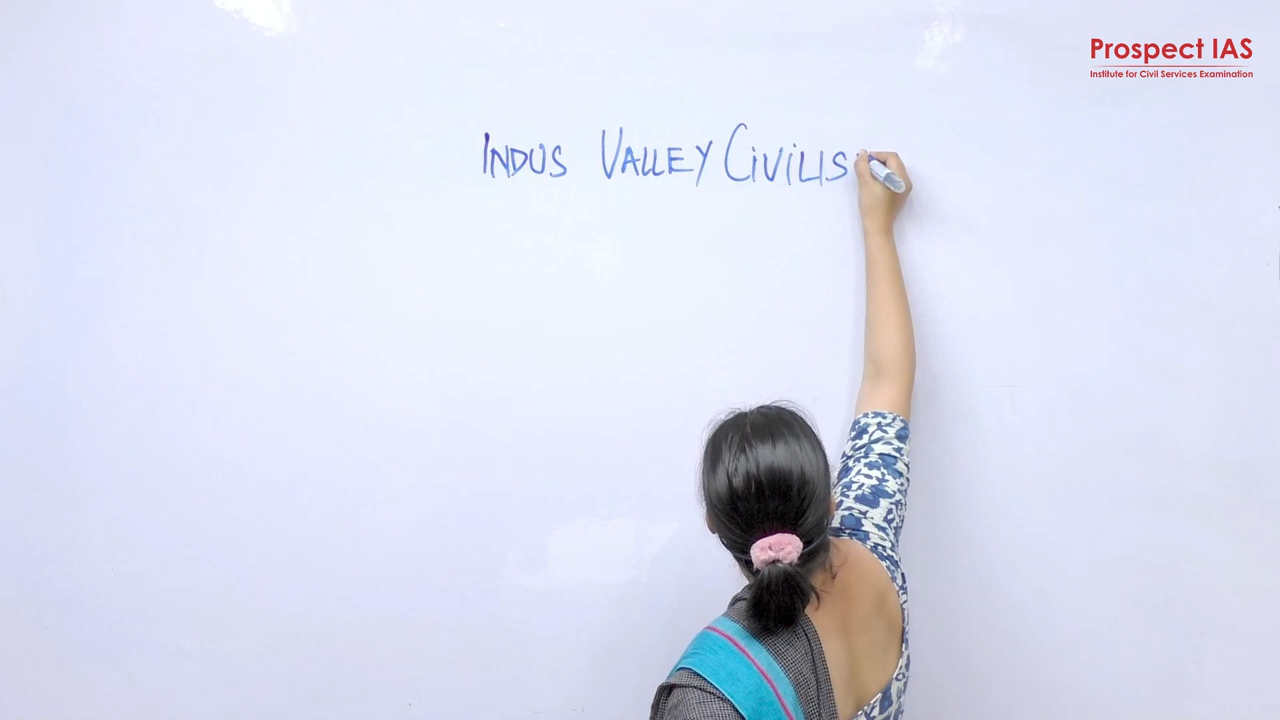 Prospect IAS
Institute for Civil Services Examination
INDUS VALLEY CIVILIS